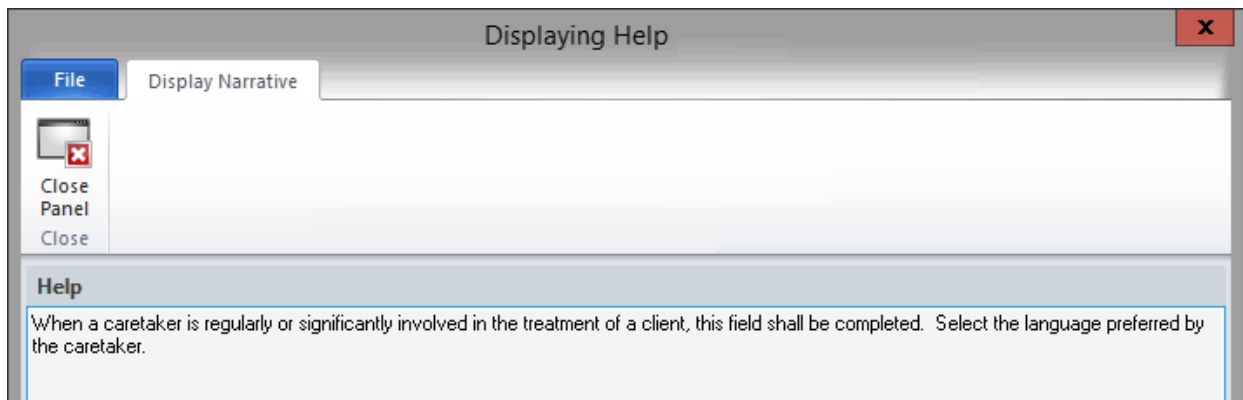 Displaying Help
x
File
Display Narrative
Close
Panel
Close
Help
When a caretaker is regularly or significantly involved in the treatment of a client, this field shall be completed.  Select the language preferred by
the caretaker.